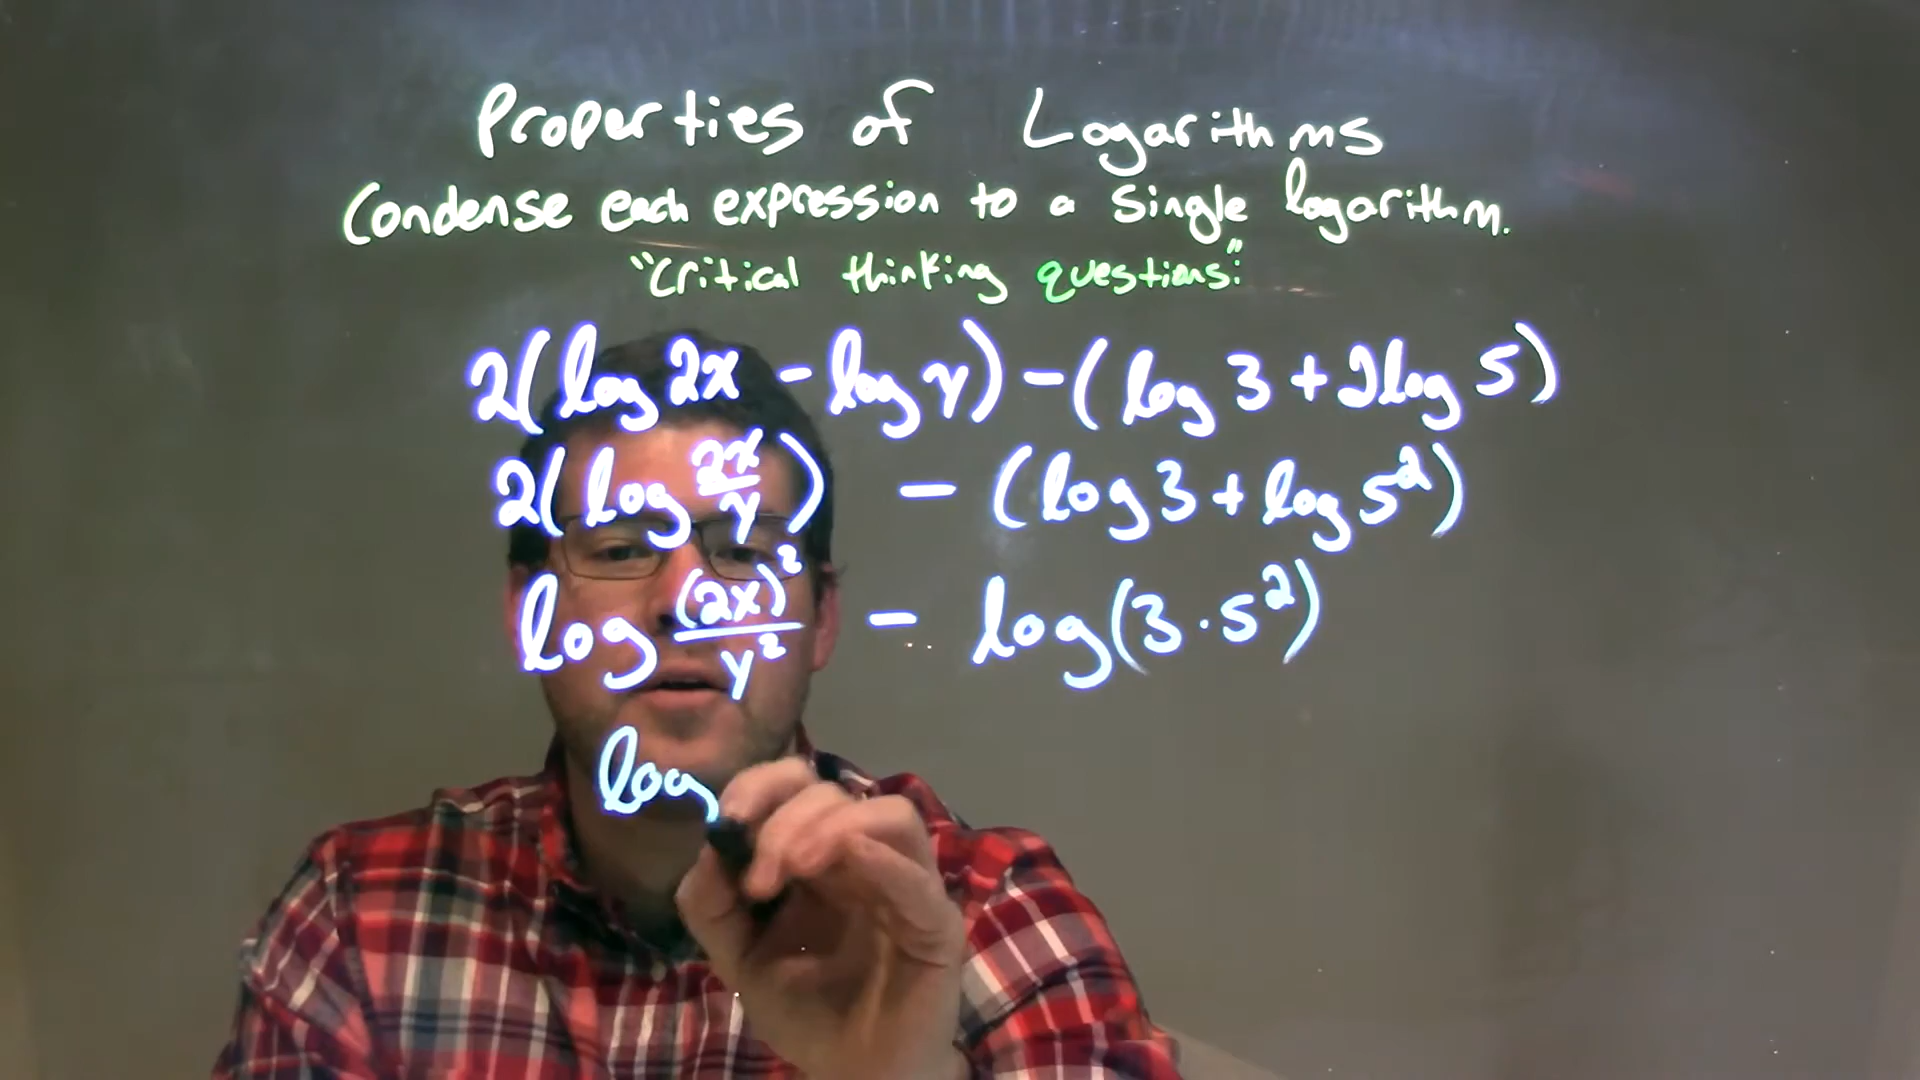 Properties of Logarithms
Condense each expression to a single logarithm.
"Critical thinking questions:"
2(log 2x - log y) - (log 3 + 2log 5)
2(log 2x/y) - (log 3 + log 5²)
log (2x)²/y² - log(3·5²)
log